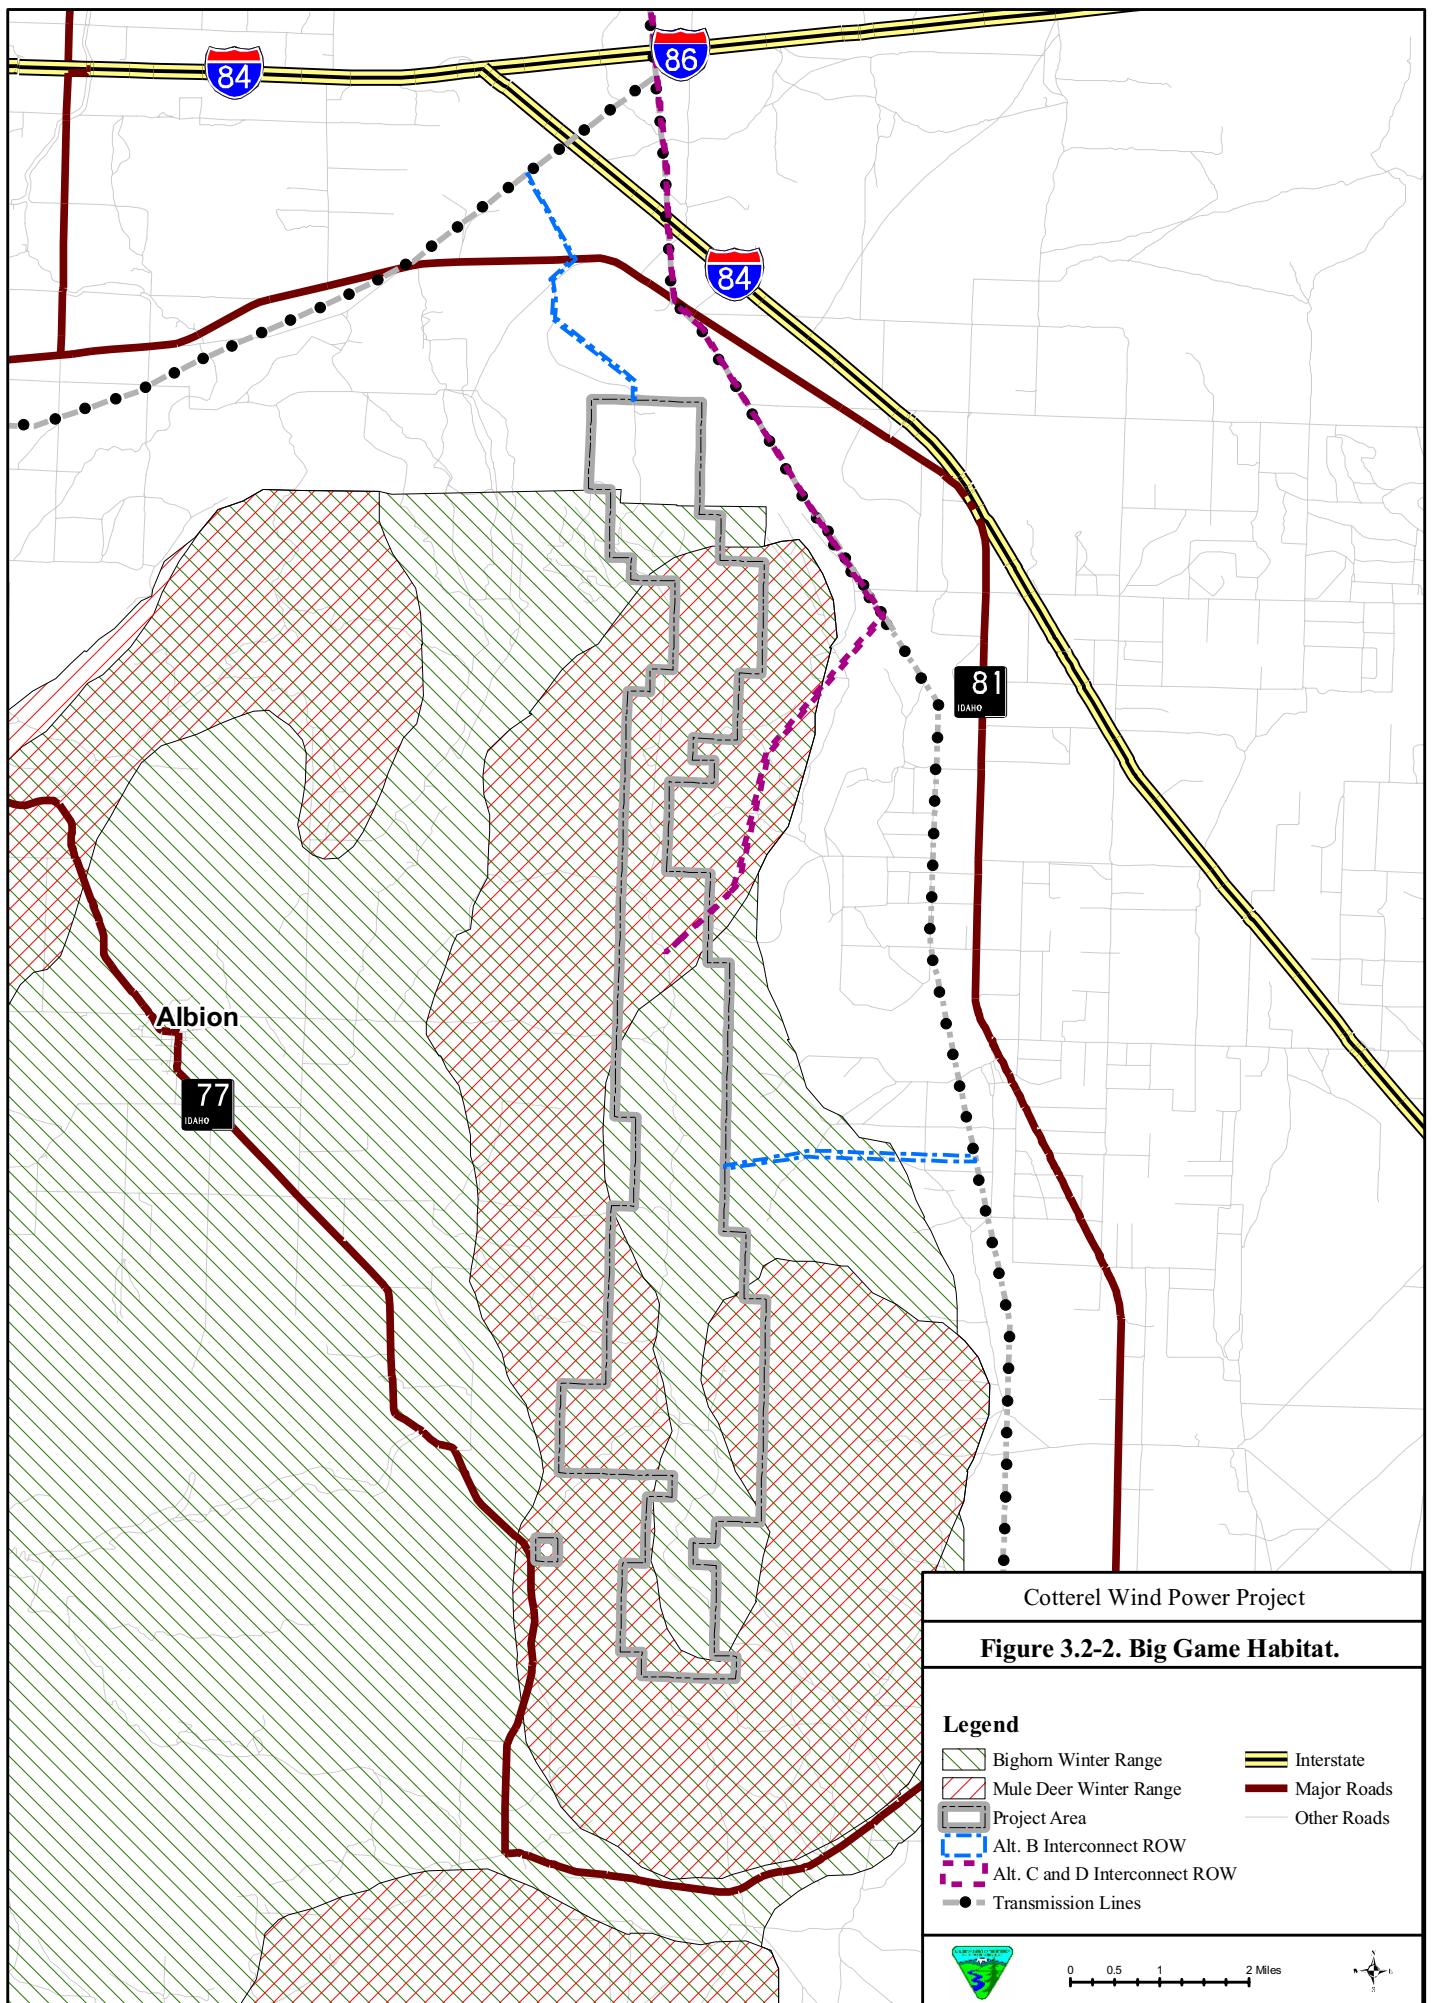 86
84
84
81
IDAHO
Albion
77
IDAHO
Cotterel Wind Power Project
Figure 3.2-2. Big Game Habitat.
Legend
Bighorn Winter Range
Interstate
Mule Deer Winter Range
Major Roads
Project Area
Other Roads
Alt. B Interconnect ROW
Alt. C and D Interconnect ROW
Transmission Lines
0 0.5 1 2 Miles